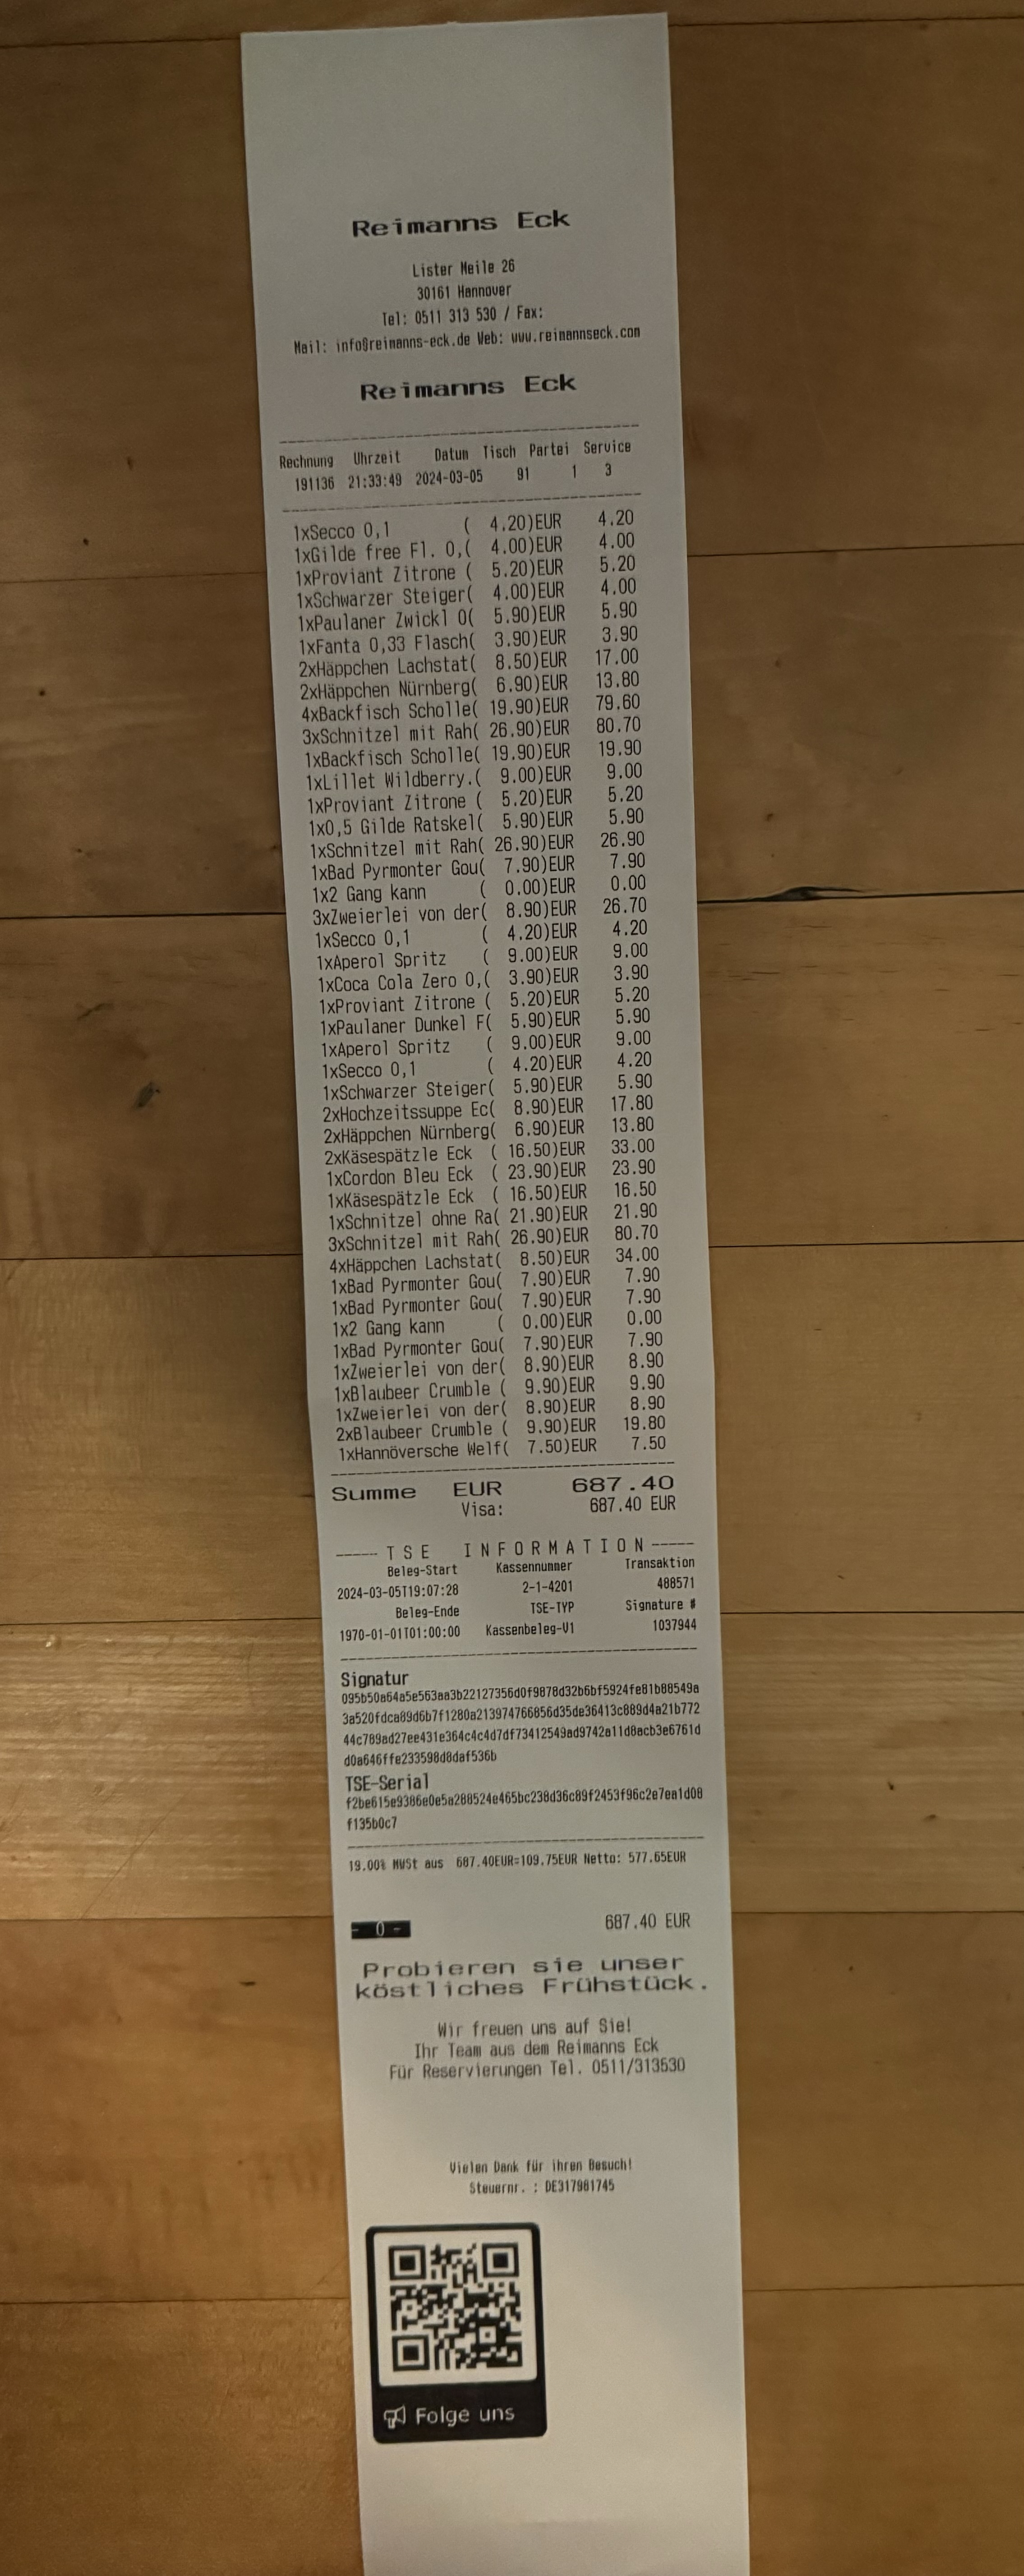 Reimanns Eck
Lister Meile 26
30161 Hannover
Tel: 0511 313 530 / Fax:
Mail: info@reimanns-eck.de Web: www.reimannseck.com
Reimanns Eck
Rechnung Uhrzeit Datum Tisch Partei Service
191136 21:33:49 2024-03-05 91 1 3
1xSecco 0,1 ( 4.20)EUR 4.20
1xGilde free Fl. 0,( 4.00)EUR 4.00
1xProviant Zitrone ( 5.20)EUR 5.20
1xSchwarzer Steiger( 4.00)EUR 4.00
1xPaulaner Zwickl 0( 5.90)EUR 5.90
1xFanta 0,33 Flasch( 3.90)EUR 3.90
2xHäppchen Lachstat( 8.50)EUR 17.00
2xHäppchen Nürnberg( 6.90)EUR 13.80
4xBackfisch Scholle( 19.90)EUR 79.60
3xSchnitzel mit Rah( 26.90)EUR 80.70
1xBackfisch Scholle( 19.90)EUR 19.90
1xLillet Wildberry.( 9.00)EUR 9.00
1xProviant Zitrone ( 5.20)EUR 5.20
1x0,5 Gilde Ratskel( 5.90)EUR 5.90
1xSchnitzel mit Rah( 26.90)EUR 26.90
1xBad Pyrmonter Gou( 7.90)EUR 7.90
1x2 Gang kann ( 0.00)EUR 0.00
3xZweierlei von der( 8.90)EUR 26.70
1xSecco 0,1 ( 4.20)EUR 4.20
1xAperol Spritz ( 9.00)EUR 9.00
1xCoca Cola Zero 0,( 3.90)EUR 3.90
1xProviant Zitrone ( 5.20)EUR 5.20
1xPaulaner Dunkel F( 5.90)EUR 5.90
1xAperol Spritz ( 9.00)EUR 9.00
1xSecco 0,1 ( 4.20)EUR 4.20
1xSchwarzer Steiger( 5.90)EUR 5.90
2xHochzeitssuppe Ec( 8.90)EUR 17.80
2xHäppchen Nürnberg( 6.90)EUR 13.80
2xKäsespätzle Eck ( 16.50)EUR 33.00
1xCordon Bleu Eck ( 23.90)EUR 23.90
1xKäsespätzle Eck ( 16.50)EUR 16.50
1xSchnitzel ohne Ra( 21.90)EUR 21.90
3xSchnitzel mit Rah( 26.90)EUR 80.70
4xHäppchen Lachstat( 8.50)EUR 34.00
1xBad Pyrmonter Gou( 7.90)EUR 7.90
1xBad Pyrmonter Gou( 7.90)EUR 7.90
1x2 Gang kann ( 0.00)EUR 0.00
1xBad Pyrmonter Gou( 7.90)EUR 7.90
1xZweierlei von der( 8.90)EUR 8.90
1xBlaubeer Crumble ( 9.90)EUR 9.90
1xZweierlei von der( 8.90)EUR 8.90
2xBlaubeer Crumble ( 9.90)EUR 19.80
1xHannöversche Welf( 7.50)EUR 7.50
Summe EUR 687.40
Visa: 687.40 EUR
----- TSE INFORMATION -----
Beleg-Start Kassennummer Transaktion
2024-03-05T19:07:28 2-1-4201 488571
Beleg-Ende TSE-TYP Signature #
1970-01-01T01:00:00 Kassenbeleg-V1 1037944
Signatur
095b50a64a5e563aa3b22127356d0f9878d32b6bf5924fe81b88549a
3a520fdca89d6b7f1280a213974766856d35de36413c889d4a21b772
44c789ad27ee431e364c4c4d7df73412549ad9742a11d8acb3e6761d
d0a646ffe233598d8daf536b
TSE-Serial
f2be615e9386e0e5a288524e465bc238d36c89f2453f96c2e7ea1d08
f135b0c7
19.00% MWSt aus 687.40EUR=109.75EUR Netto: 577.65EUR
- 0 - 687.40 EUR
Probieren sie unser
köstliches Frühstück.
Wir freuen uns auf Sie!
Ihr Team aus dem Reimanns Eck
Für Reservierungen Tel. 0511/313530
Vielen Dank für ihren Besuch!
Steuernr. : DE317981745
Folge uns